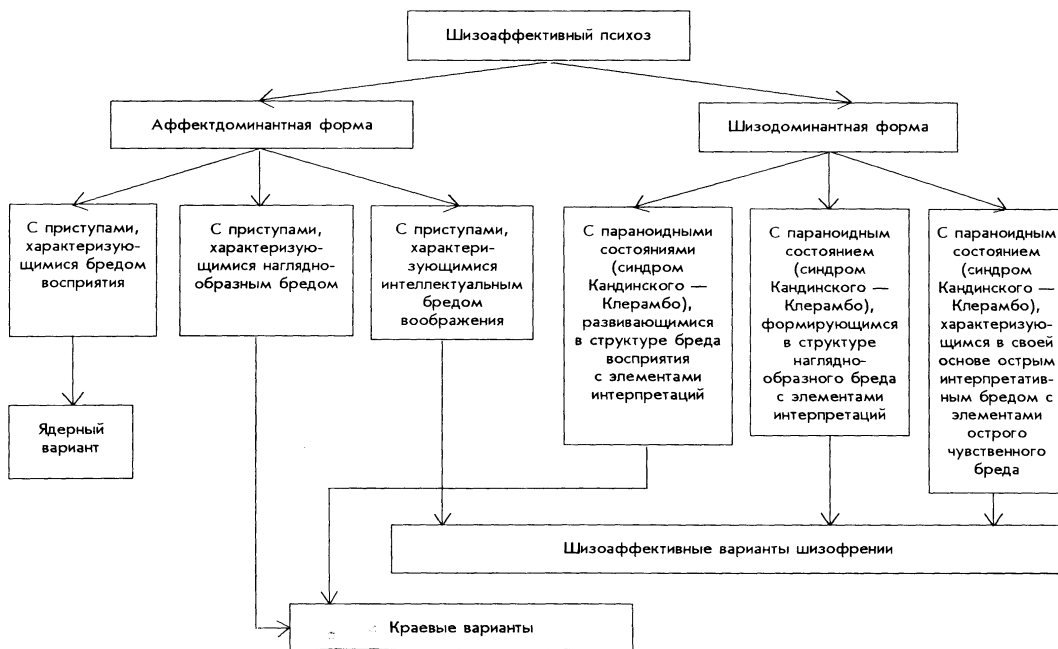 Шизоаффективный психоз
Аффектдоминантная форма
Шизодоминантная форма
С приступами,
характеризую-
щимися бредом
восприятия
С приступами,
характеризую-
щимися наглядно-
образным бредом
С приступами,
характери-
зующимися
интеллектуальным
бредом
воображения
С параноидными
состояниями
(синдром
Кандинского —
Клерамбо),
развивающимися
в структуре бреда
восприятия
с элементами
интерпретаций
С параноидным
состоянием
(синдром
Кандинского —
Клерамбо),
формирующимся
в структуре
наглядно-
образного бреда
с элементами
интерпретаций
С параноидным
состоянием
(синдром
Кандинского —
Клерамбо),
характеризую-
щимся в своей
основе острым
интерпретатив-
ным бредом с
элементами
острого
чувственного
бреда
Ядерный
вариант
Шизоаффективные варианты шизофрении
Краевые варианты